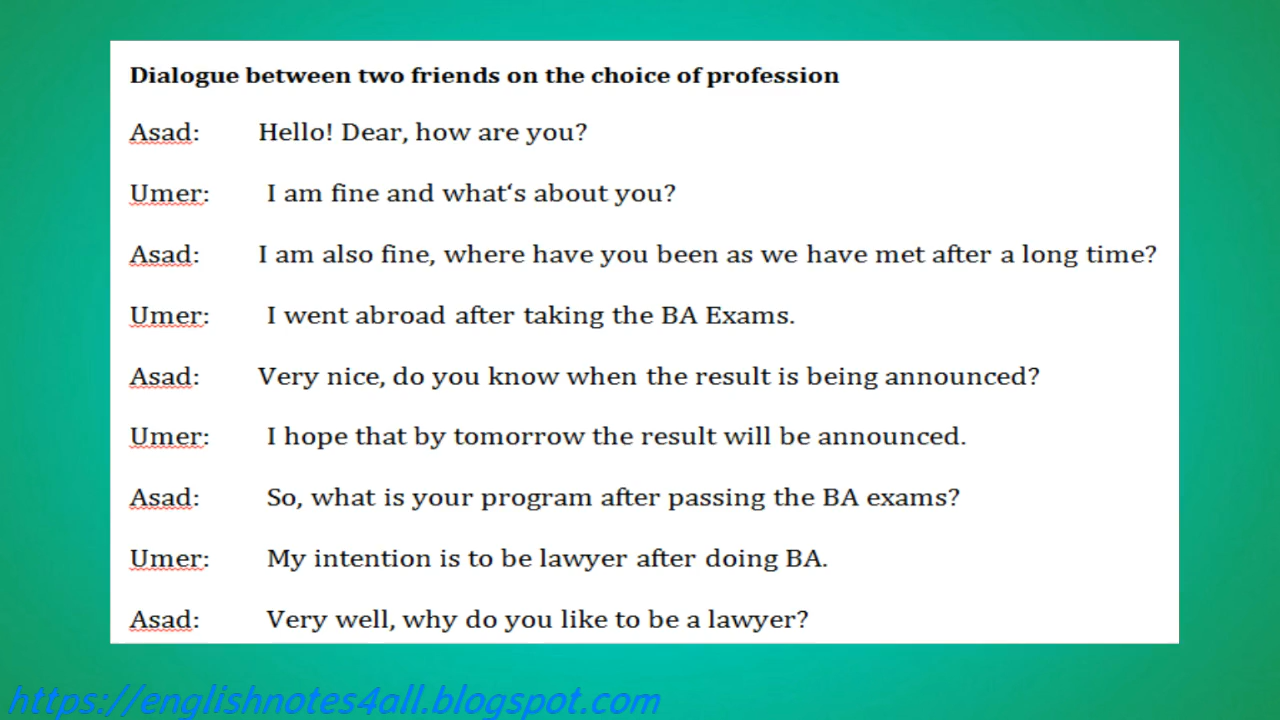 Dialogue between two friends on the choice of profession
Asad: Hello! Dear, how are you?
Umer: I am fine and what‘s about you?
Asad: I am also fine, where have you been as we have met after a long time?
Umer: I went abroad after taking the BA Exams.
Asad: Very nice, do you know when the result is being announced?
Umer: I hope that by tomorrow the result will be announced.
Asad: So, what is your program after passing the BA exams?
Umer: My intention is to be lawyer after doing BA.
Asad: Very well, why do you like to be a lawyer?
https://englishnotes4all.blogspot.com